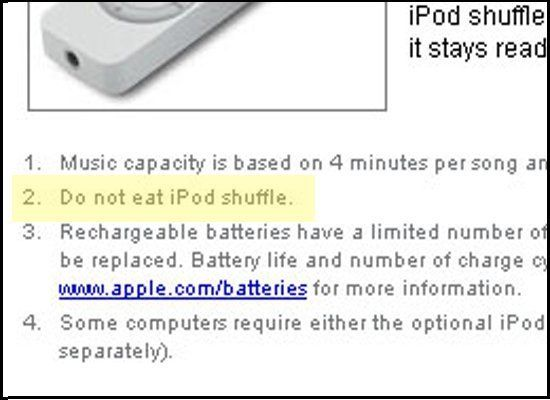 iPod shuffle
it stays read
1. Music capacity is based on 4 minutes per song an
2. Do not eat iPod shuffle.
3. Rechargeable batteries have a limited number of
be replaced. Battery life and number of charge cy
www.apple.com/batteries for more information.
4. Some computers require either the optional iPod
separately).